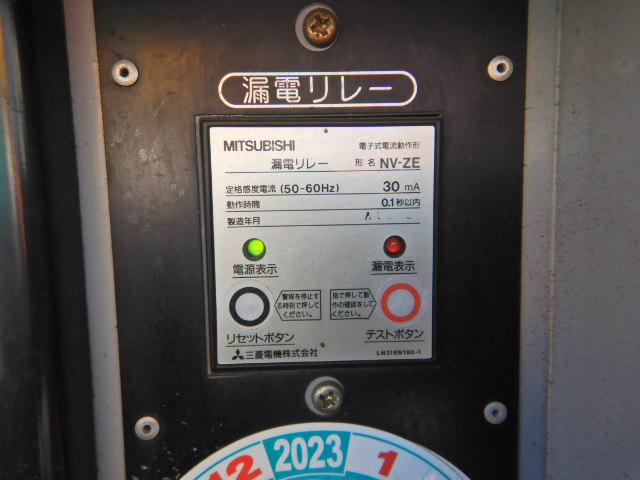 漏電リレー
MITSUBISHI
電子式電流動作形
漏電リレー 形名 NV-ZE
定格感度電流 (50-60Hz) 30 mA
動作時間 0.1秒以内
製造年月
電源表示
漏電表示
警報を停止する時指で押してください。
指で押して動作の確認をしてください。
リセットボタン
テストボタン
三菱電機株式会社
LN318N190-1
12 2023 1